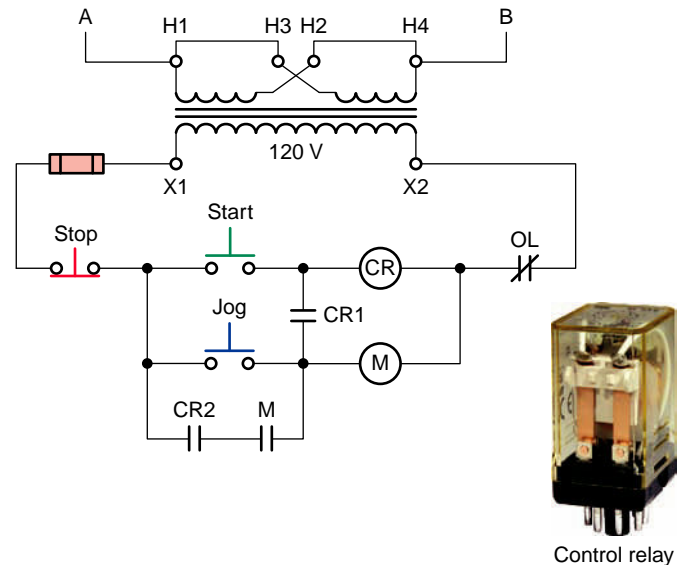 A H1 H3 H2 H4 B
120 V
X1 X2
Start
Stop
OL
CR
Jog
CR1
M
CR2 M
Control relay